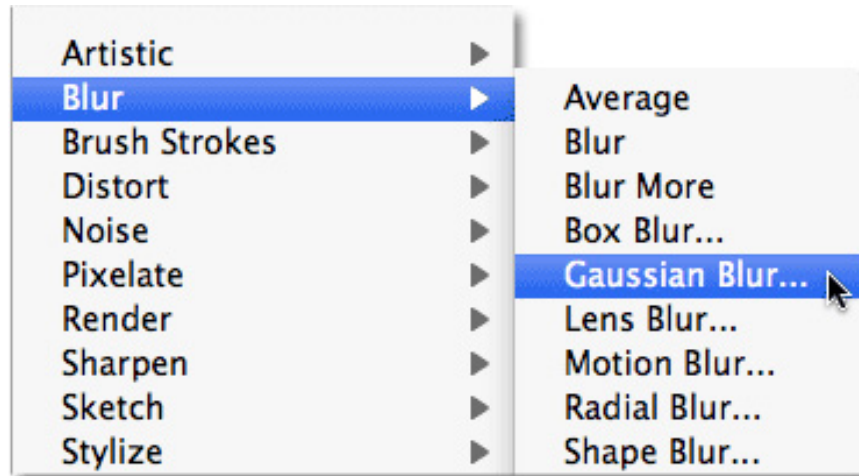 Artistic
Blur
Brush Strokes
Distort
Noise
Pixelate
Render
Sharpen
Sketch
Stylize
Average
Blur
Blur More
Box Blur...
Gaussian Blur...
Lens Blur...
Motion Blur...
Radial Blur...
Shape Blur...